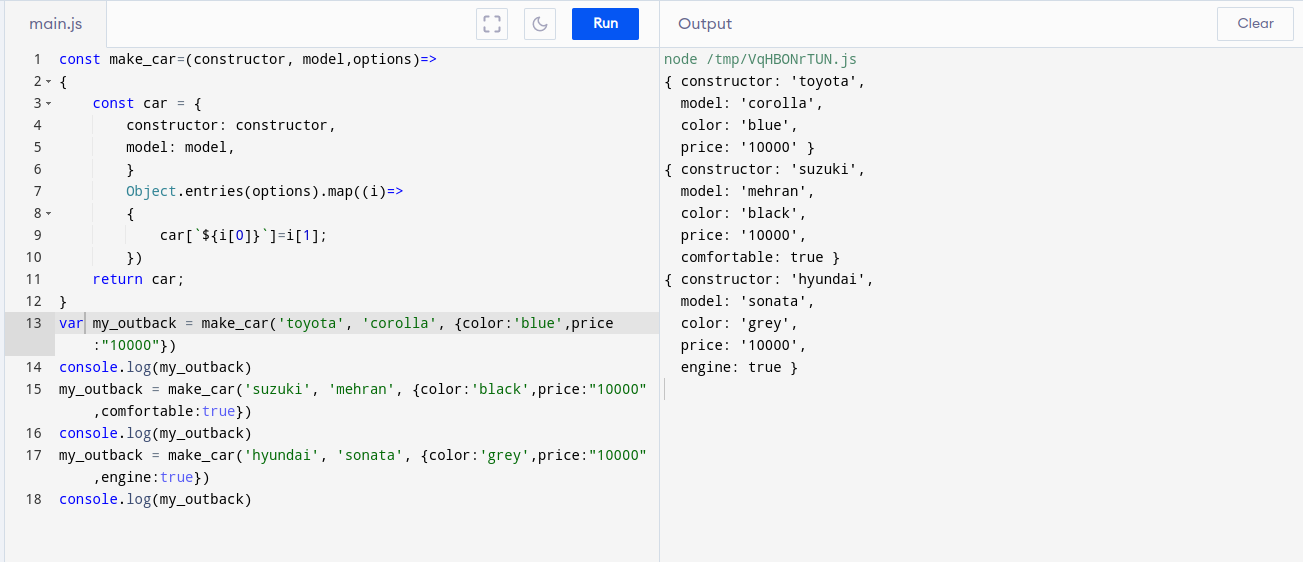 main.js
Run
Output
Clear
1 const make_car=(constructor, model,options)=>
2 {
3 const car = {
4 constructor: constructor,
5 model: model,
6 }
7 Object.entries(options).map((i)=>
8 {
9 car[`${i[0]}`]=i[1];
10 })
11 return car;
12 }
13 var my_outback = make_car('toyota', 'corolla', {color:'blue',price
:"10000"})
14 console.log(my_outback)
15 my_outback = make_car('suzuki', 'mehran', {color:'black',price:"10000"
,comfortable:true})
16 console.log(my_outback)
17 my_outback = make_car('hyundai', 'sonata', {color:'grey',price:"10000"
,engine:true})
18 console.log(my_outback)
node /tmp/VqHBONrTUN.js
{ constructor: 'toyota',
model: 'corolla',
color: 'blue',
price: '10000' }
{ constructor: 'suzuki',
model: 'mehran',
color: 'black',
price: '10000',
comfortable: true }
{ constructor: 'hyundai',
model: 'sonata',
color: 'grey',
price: '10000',
engine: true }